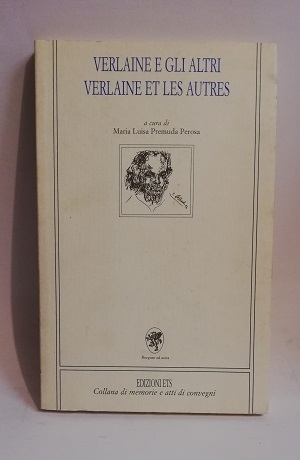 VERLAINE E GLI ALTRI
VERLAINE ET LES AUTRES
a cura di
Maria Luisa Premuda Perosa
EDIZIONI ETS
Collana di memorie e atti di convegni